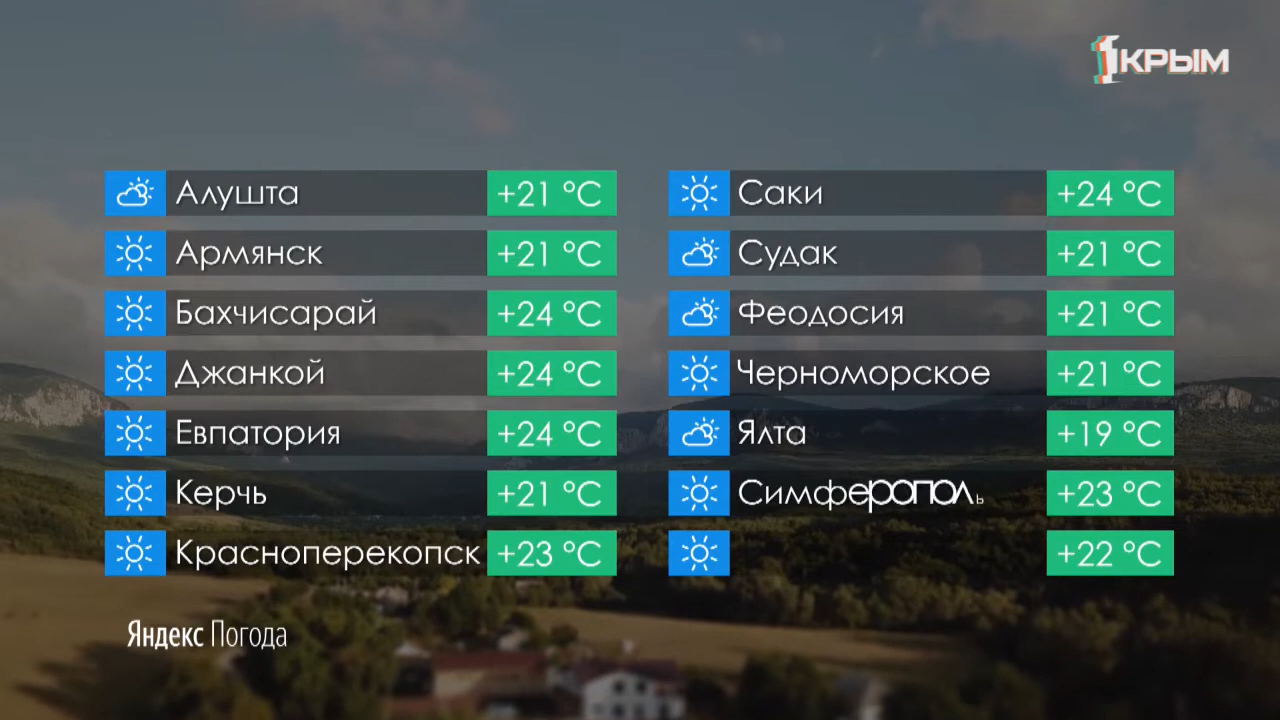 1КРЫМ
Алушта +21 °C
Армянск +21 °C
Бахчисарай +24 °C
Джанкой +24 °C
Евпатория +24 °C
Керчь +21 °C
Красноперекопск +23 °C
Саки +24 °C
Судак +21 °C
Феодосия +21 °C
Черноморское +21 °C
Ялта +19 °C
Симферополь +23 °C
+22 °C
Яндекс Погода